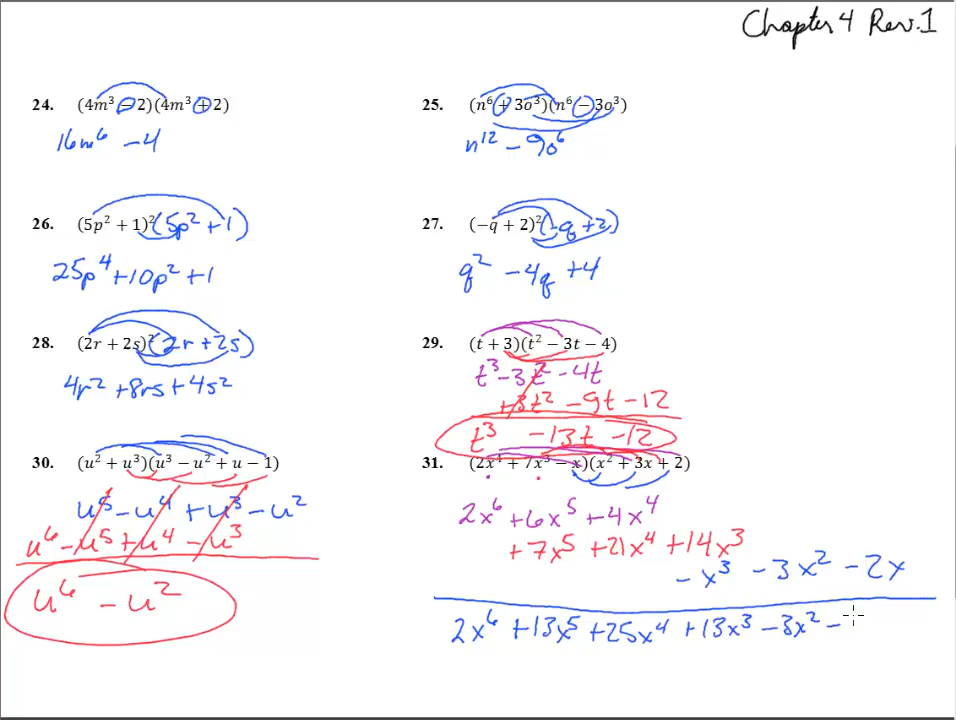 Chapter 4 Rev.1
24. (4m³ − 2)(4m³ + 2)
16m⁶ − 4
25. (n⁶ + 3o³)(n⁶ − 3o³)
n¹² − 9o⁶
26. (5p² + 1)² (5p² + 1)
25p⁴ + 10p² + 1
27. (−q + 2)² (−q + 2)
q² − 4q + 4
28. (2r + 2s)² (2r + 2s)
4r² + 8rs + 4s²
29. (t + 3)(t² − 3t − 4)
t³ − 3t² − 4t
+ 3t² − 9t − 12
t³ − 13t − 12
30. (u² + u³)(u³ − u² + u − 1)
u⁵ − u⁴ + u³ − u²
u⁶ − u⁵ + u⁴ − u³
u⁶ − u²
31. (2x⁴ + 7x³ − x)(x² + 3x + 2)
2x⁶ + 6x⁵ + 4x⁴
+ 7x⁵ + 21x⁴ + 14x³
− x³ − 3x² − 2x
2x⁶ + 13x⁵ + 25x⁴ + 13x³ − 3x² −